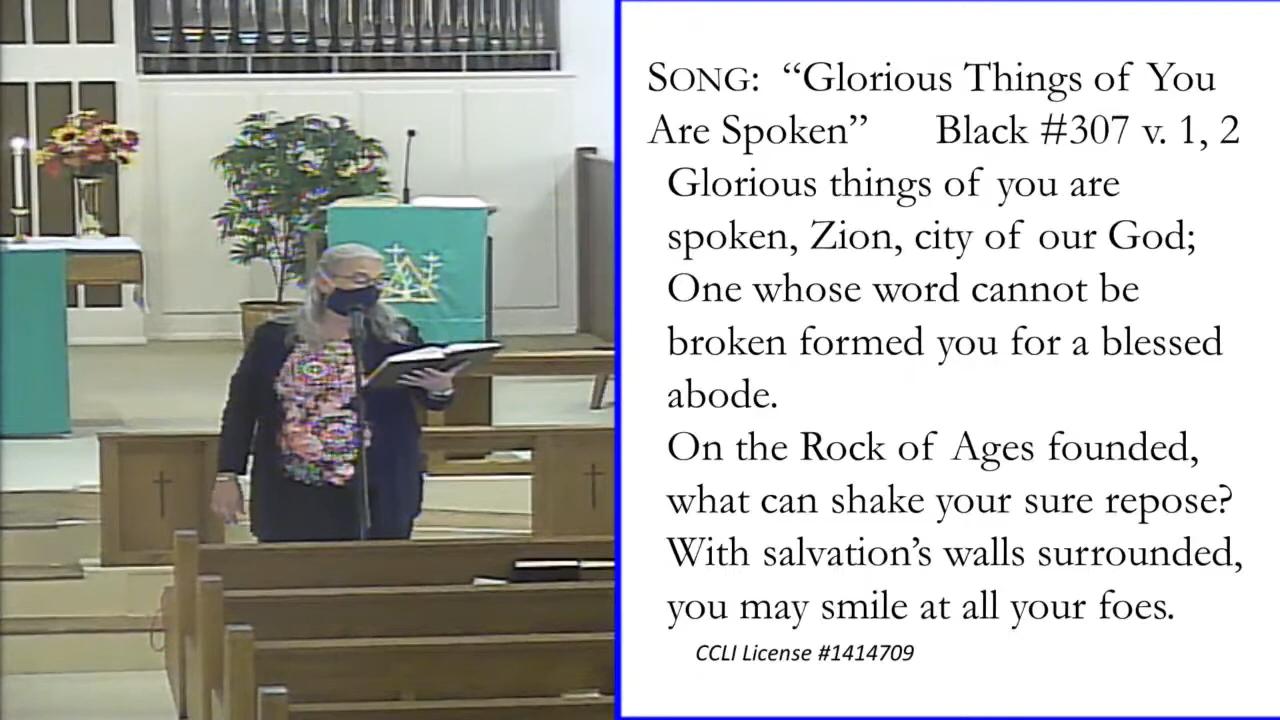 SONG: “Glorious Things of You
Are Spoken” Black #307 v. 1, 2
Glorious things of you are
spoken, Zion, city of our God;
One whose word cannot be
broken formed you for a blessed
abode.
On the Rock of Ages founded,
what can shake your sure repose?
With salvation’s walls surrounded,
you may smile at all your foes.
CCLI License #1414709